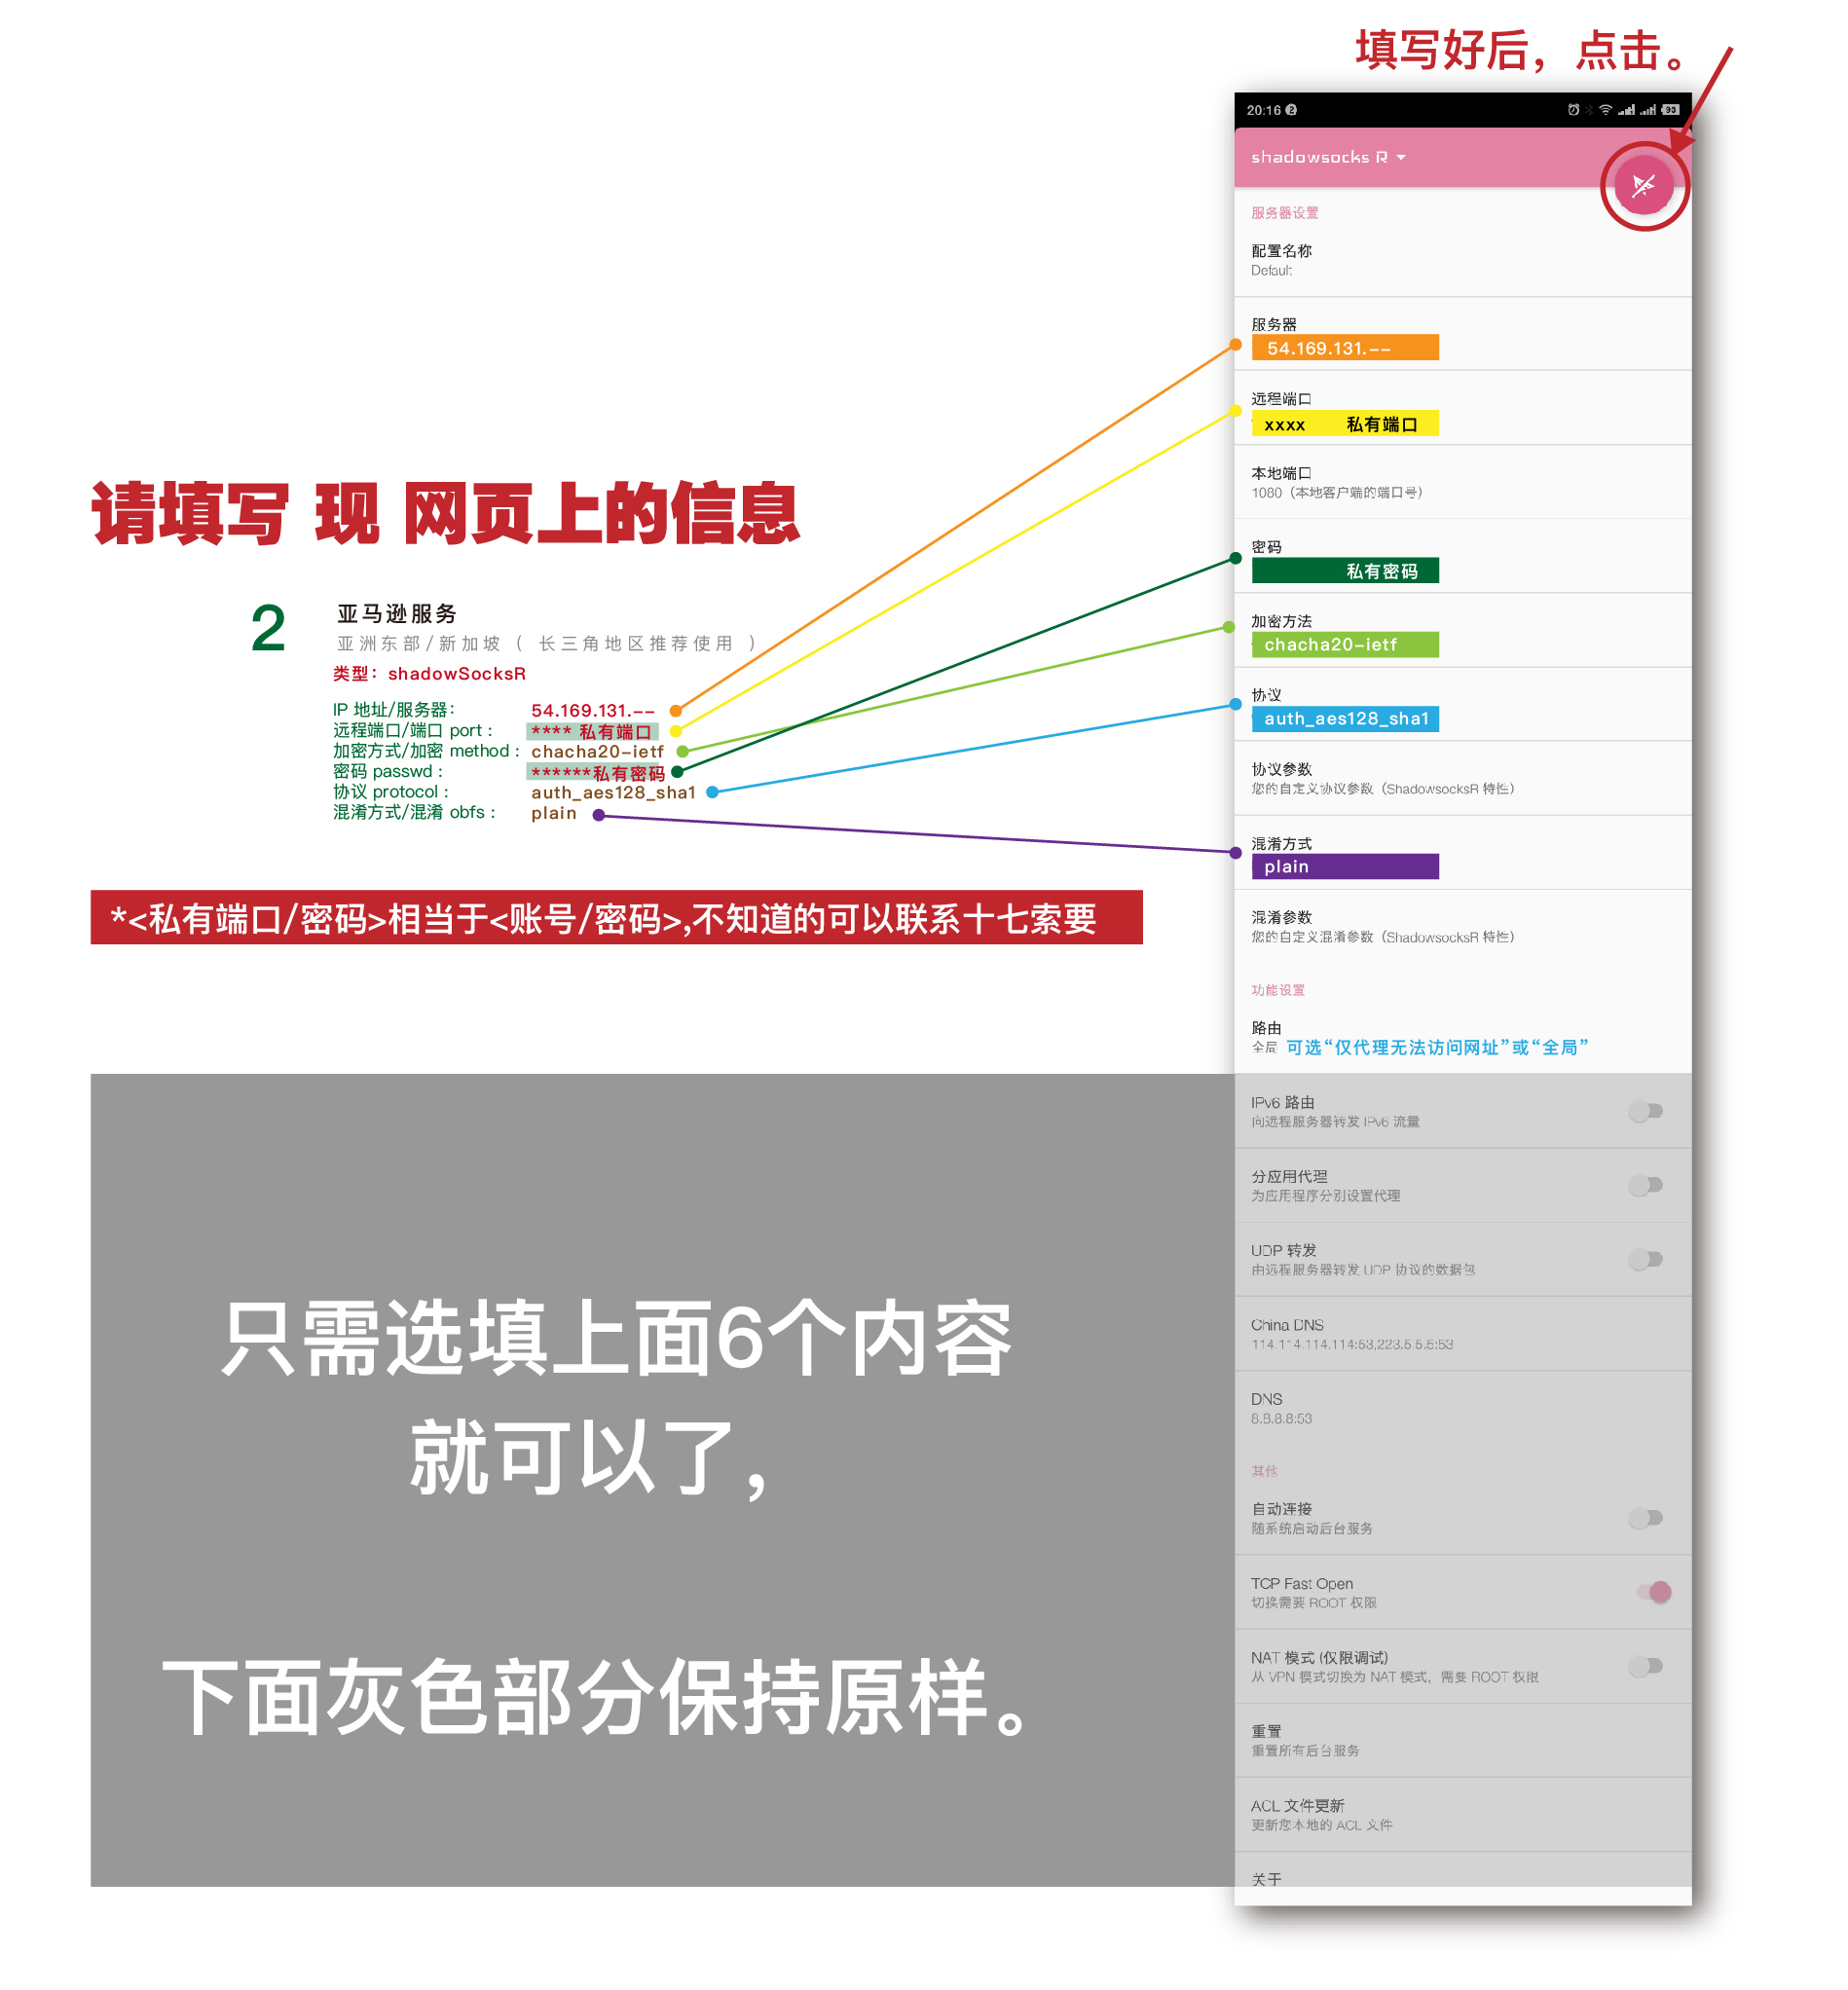 填写好后，点击。
20:16
93
shadowsocks R
服务器设置
配置名称
Default
服务器
54.169.131.--
远程端口
xxxx 私有端口
本地端口
1080（本地客户端的端口号）
密码
私有密码
加密方法
chacha20-ietf
协议
auth_aes128_sha1
协议参数
您的自定义协议参数（ShadowsocksR 特性）
混淆方式
plain
混淆参数
您的自定义混淆参数（ShadowsocksR 特性）
功能设置
路由
全局 可选“仅代理无法访问网址”或“全局”
IPv6 路由
向远程服务器转发 IPv6 流量
分应用代理
为应用程序分别设置代理
UDP 转发
由远程服务器转发 UDP 协议的数据包
China DNS
114.114.114.114:53,223.5.5.5:53
DNS
8.8.8.8:53
其他
自动连接
随系统启动后台服务
TCP Fast Open
切换需要 ROOT 权限
NAT 模式 (仅限调试)
从 VPN 模式切换为 NAT 模式，需要 ROOT 权限
重置
重置所有后台服务
ACL 文件更新
更新您本地的 ACL 文件
关于
请填写 现 网页上的信息
2
亚马逊服务
亚洲东部/新加坡（ 长三角地区推荐使用 ）
类型：shadowSocksR
IP 地址/服务器： 54.169.131.--
远程端口/端口 port： **** 私有端口
加密方式/加密 method： chacha20-ietf
密码 passwd： ******私有密码
协议 protocol： auth_aes128_sha1
混淆方式/混淆 obfs： plain
*<私有端口/密码>相当于<账号/密码>,不知道的可以联系十七索要
只需选填上面6个内容
就可以了，
下面灰色部分保持原样。